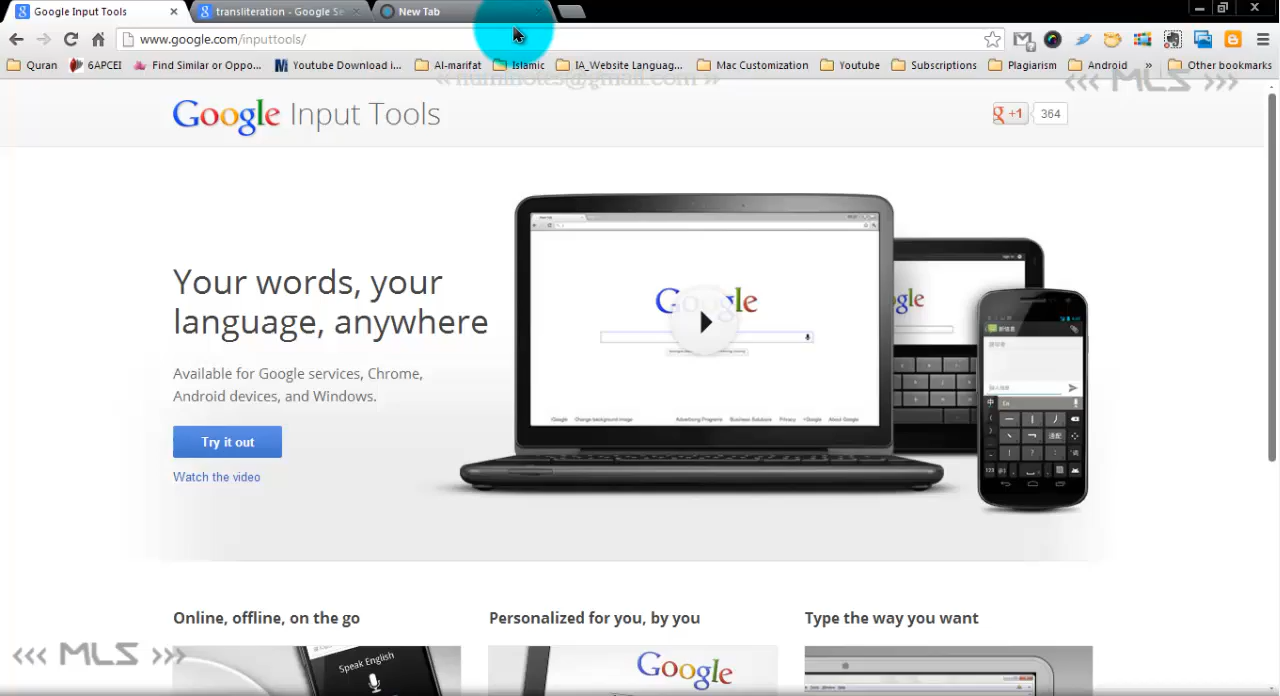 Google Input Tools
transliteration - Google Se
New Tab
www.google.com/inputtools/
Quran
6APCEI
Find Similar or Oppo...
Youtube Download i...
Al-marifat
Islamic
IA_Website Languag...
Mac Customization
Youtube
Subscriptions
Plagiarism
Android
»
Other bookmarks
<<< MLS >>>
Google Input Tools
+1 364
Your words, your
language, anywhere
Available for Google services, Chrome,
Android devices, and Windows.
Try it out
Watch the video
Google
Online, offline, on the go
Personalized for you, by you
Type the way you want
Speak English
Google
<<< MLS >>>